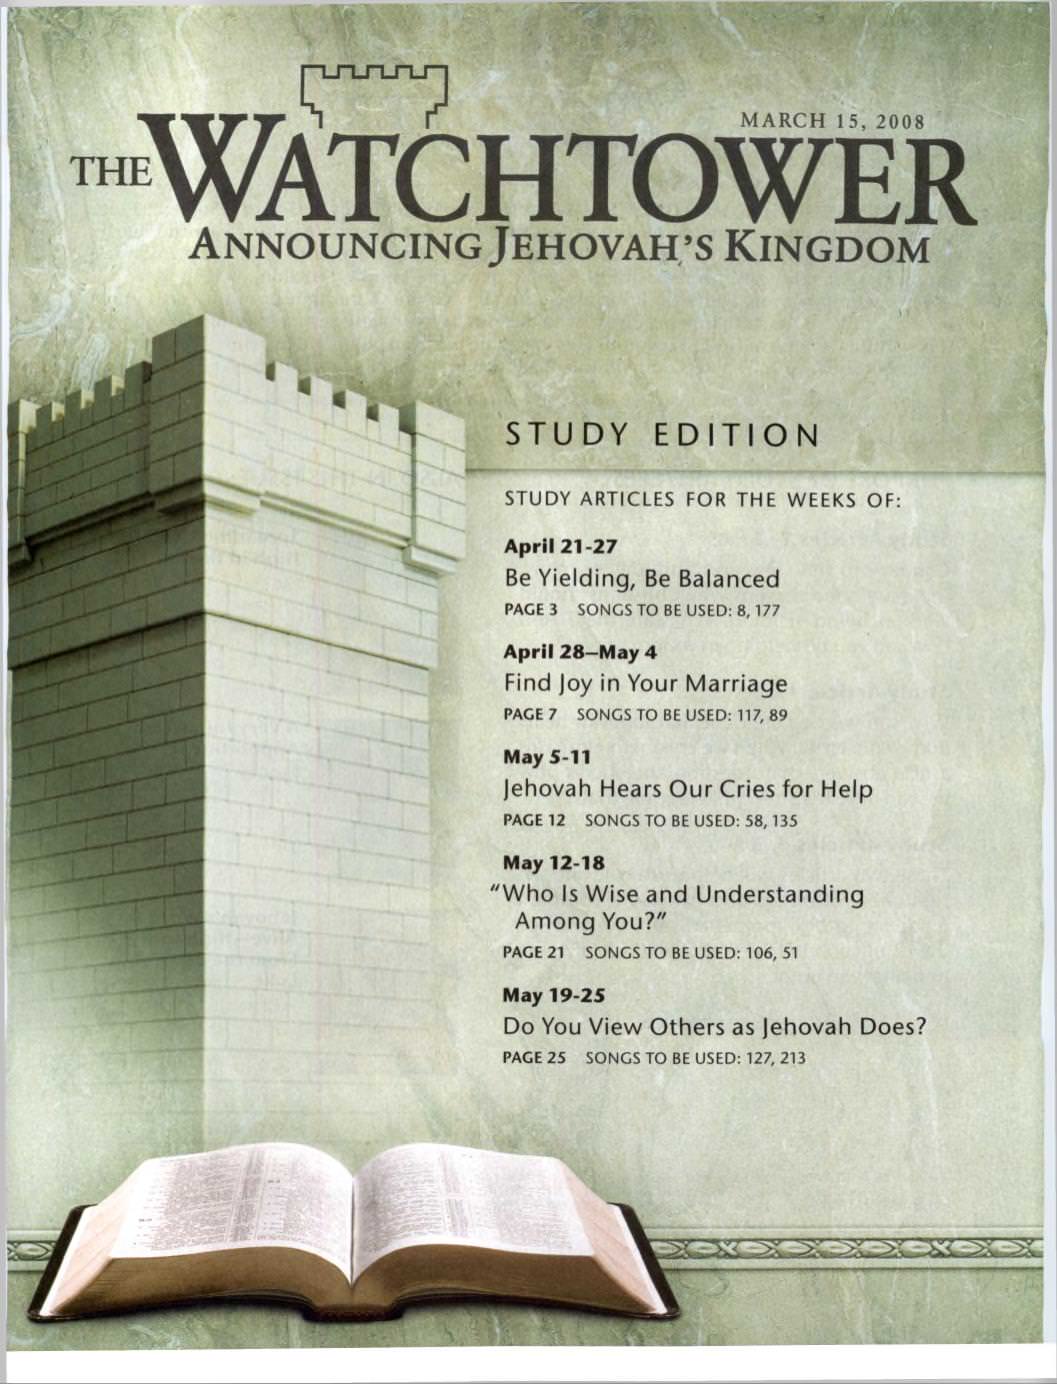 MARCH 15, 2008
THE WATCHTOWER
ANNOUNCING JEHOVAH'S KINGDOM
STUDY EDITION
STUDY ARTICLES FOR THE WEEKS OF:
April 21-27
Be Yielding, Be Balanced
PAGE 3 SONGS TO BE USED: 8, 177
April 28–May 4
Find Joy in Your Marriage
PAGE 7 SONGS TO BE USED: 117, 89
May 5-11
Jehovah Hears Our Cries for Help
PAGE 12 SONGS TO BE USED: 58, 135
May 12-18
"Who Is Wise and Understanding
Among You?"
PAGE 21 SONGS TO BE USED: 106, 51
May 19-25
Do You View Others as Jehovah Does?
PAGE 25 SONGS TO BE USED: 127, 213